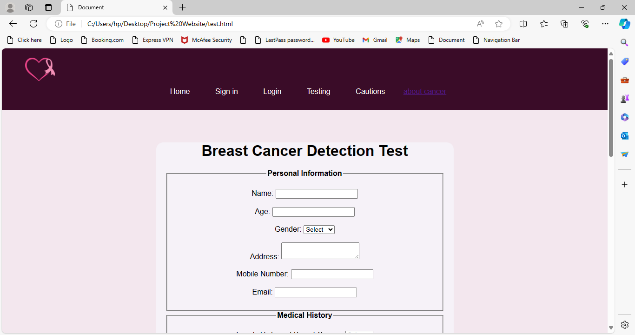 Document
File C:/Users/hp/Desktop/Project%20Website/test.html
Click here Logo Booking.com Express VPN McAfee Security LastPass password... YouTube Gmail Maps Document Navigation Bar
Home Sign in Login Testing Cautions about cancer
Breast Cancer Detection Test
Personal Information
Name:
Age:
Gender: Select
Address:
Mobile Number:
Email:
Medical History